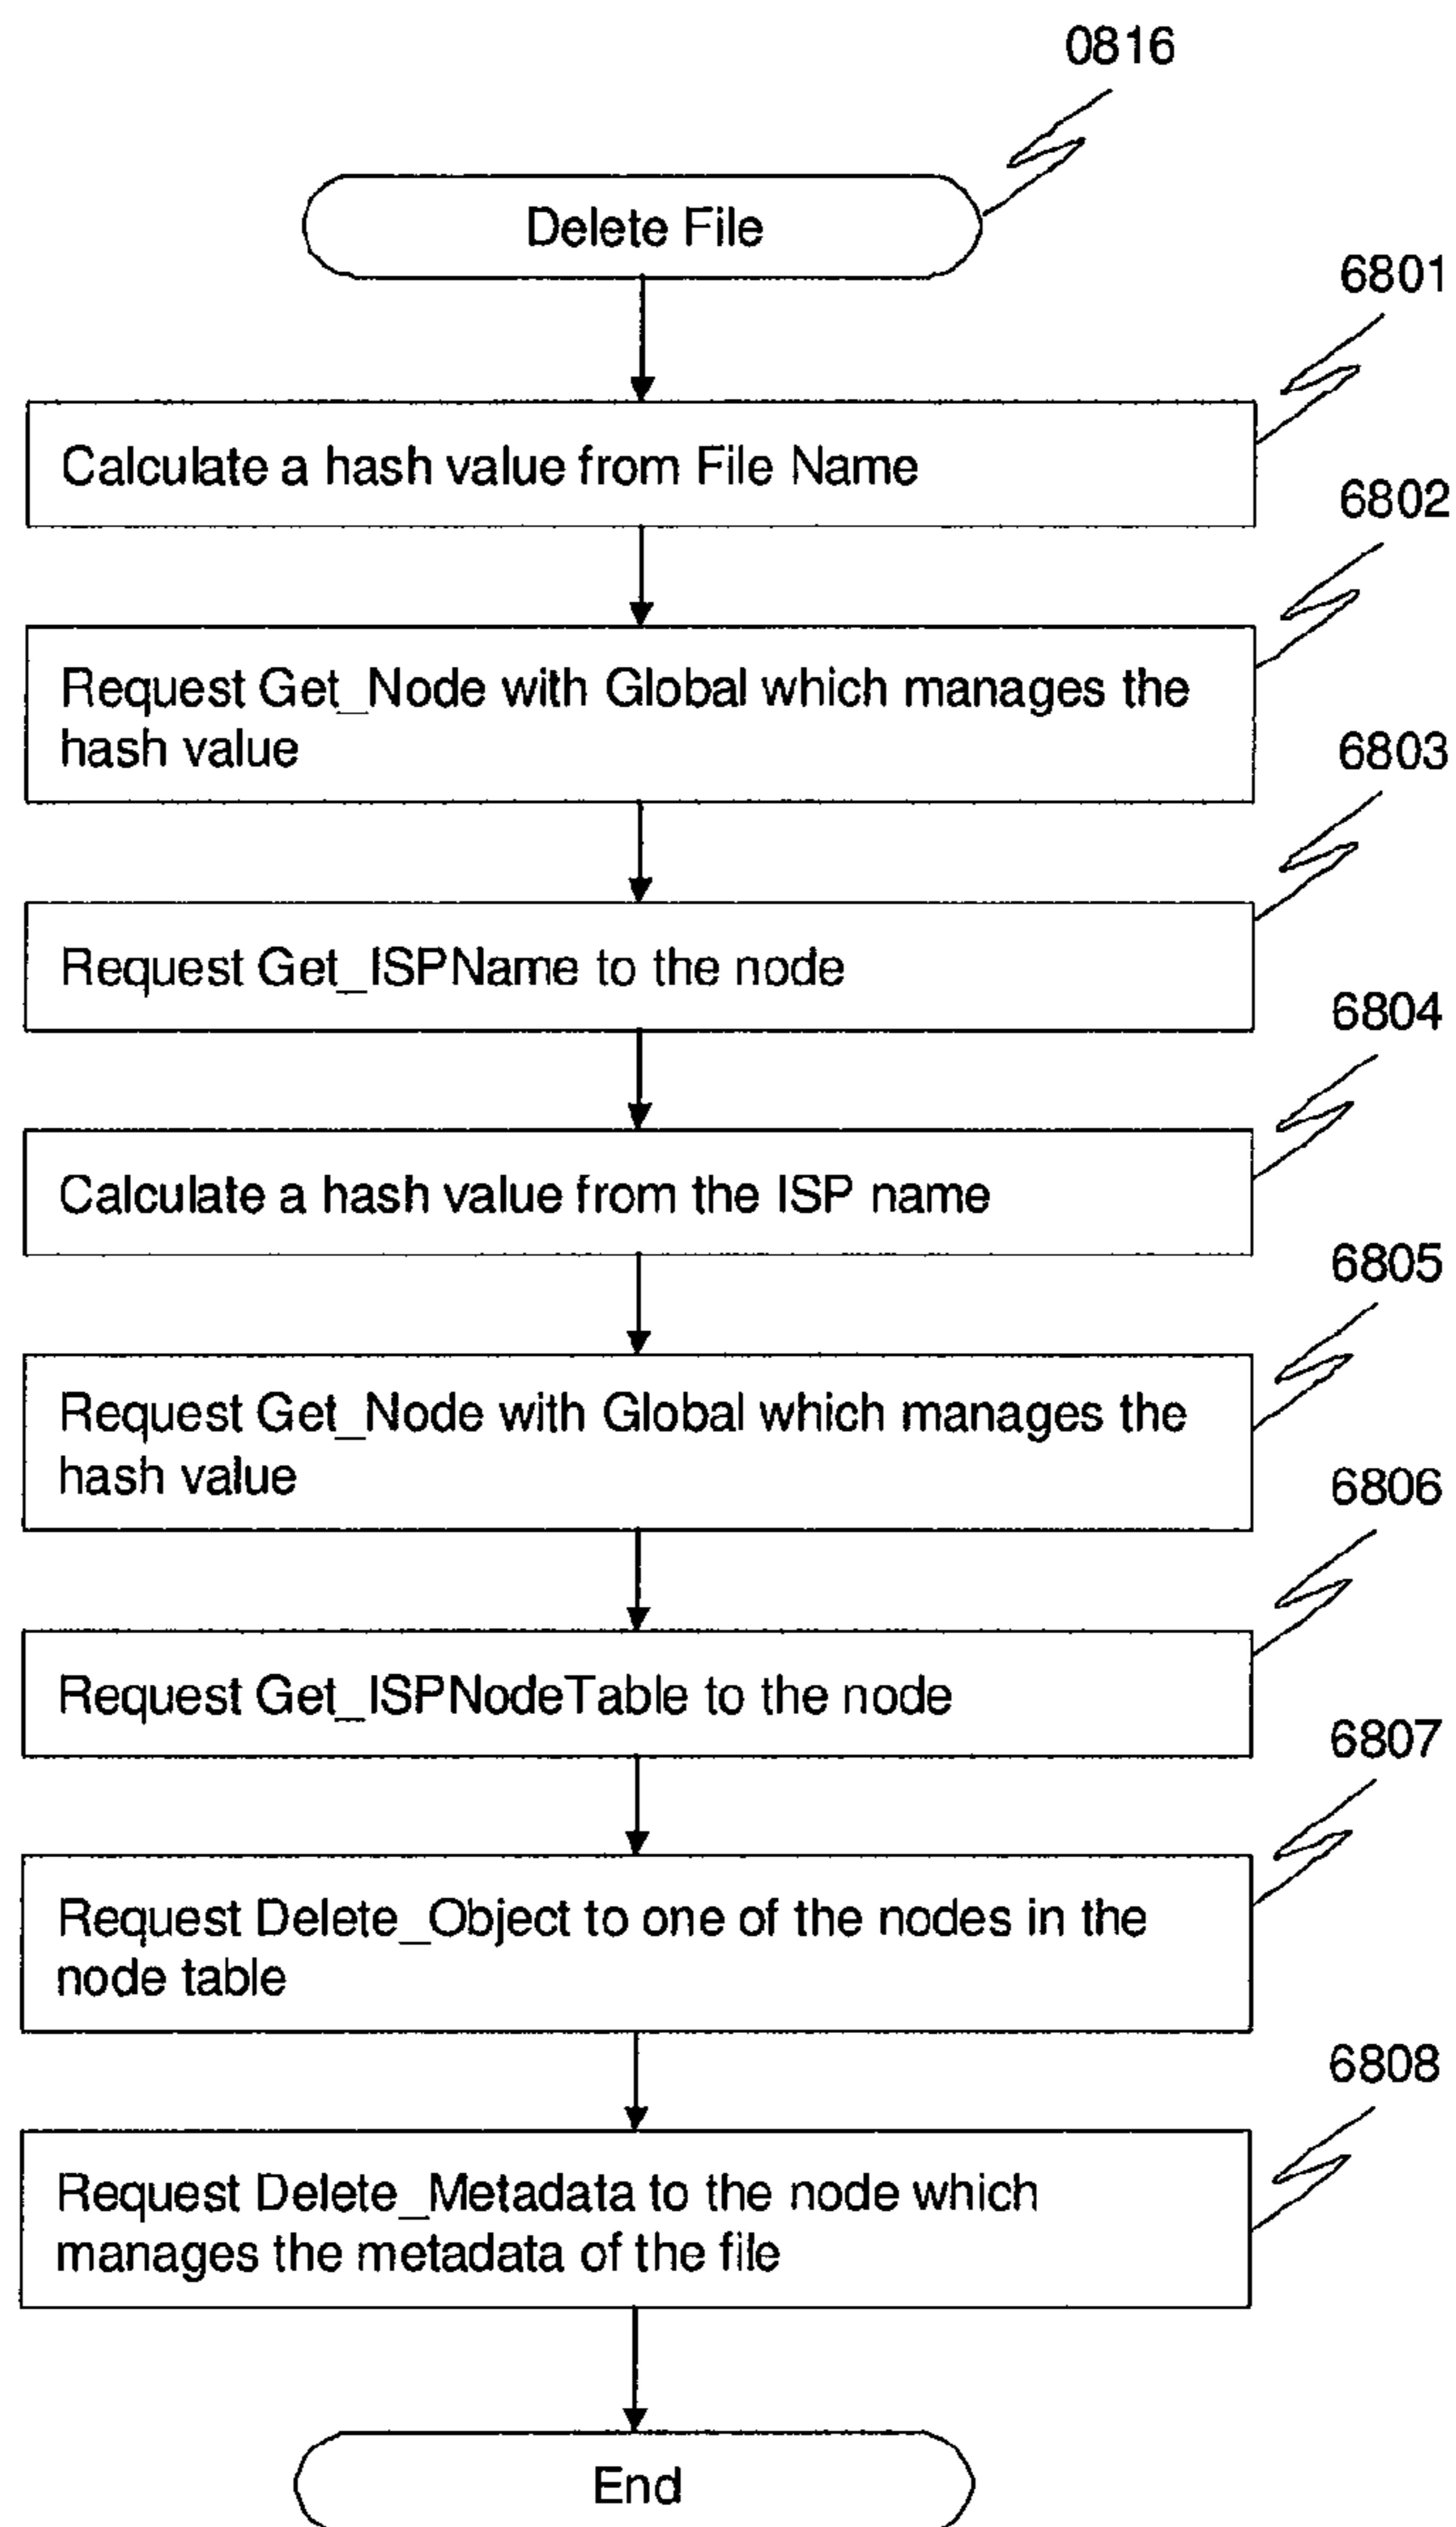 0816
Delete File
6801
Calculate a hash value from File Name
6802
Request Get_Node with Global which manages the
hash value
6803
Request Get_ISPName to the node
6804
Calculate a hash value from the ISP name
6805
Request Get_Node with Global which manages the
hash value
6806
Request Get_ISPNodeTable to the node
6807
Request Delete_Object to one of the nodes in the
node table
6808
Request Delete_Metadata to the node which
manages the metadata of the file
End